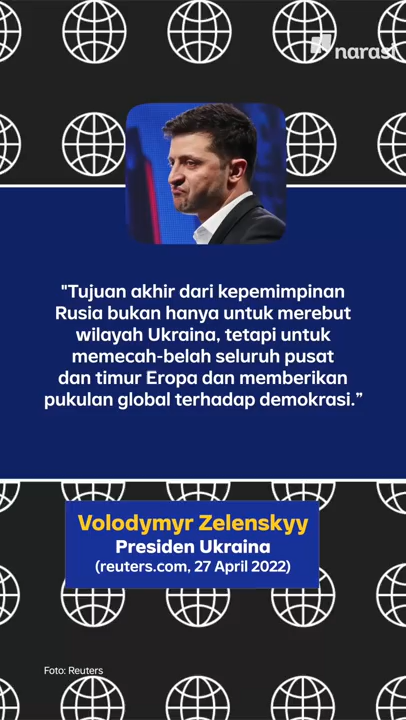 narasi
"Tujuan akhir dari kepemimpinan
Rusia bukan hanya untuk merebut
wilayah Ukraina, tetapi untuk
memecah-belah seluruh pusat
dan timur Eropa dan memberikan
pukulan global terhadap demokrasi.”
Volodymyr Zelenskyy
Presiden Ukraina
(reuters.com, 27 April 2022)
Foto: Reuters